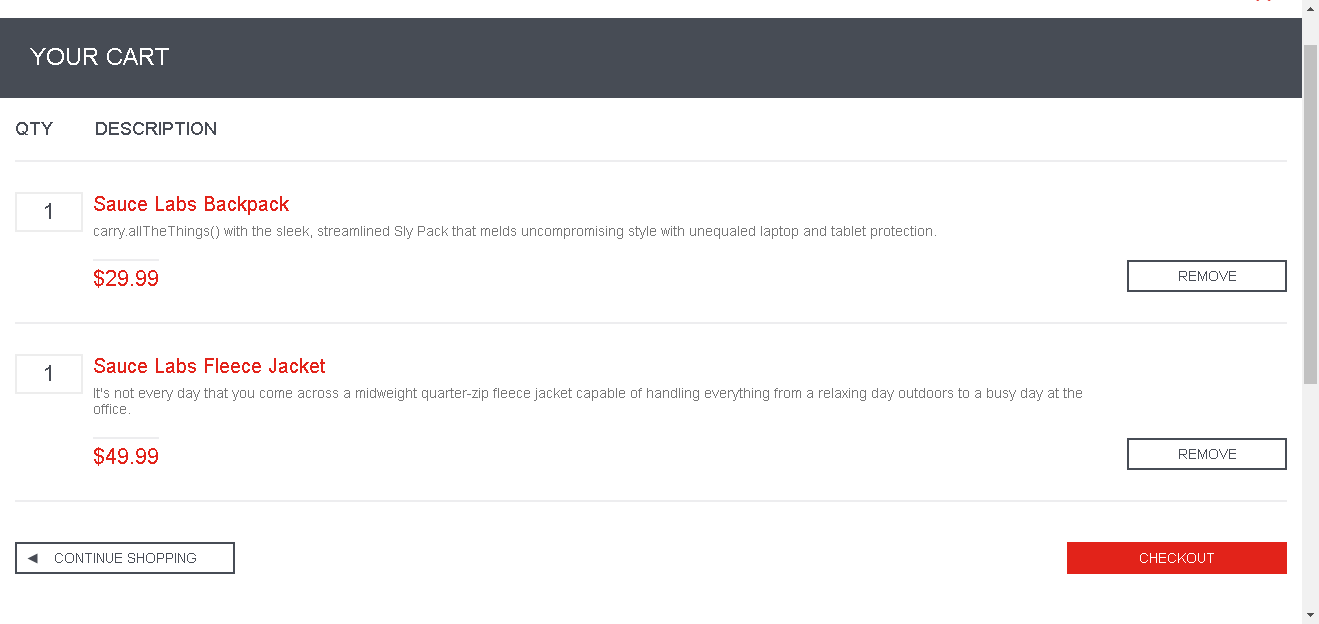 YOUR CART
QTY DESCRIPTION
1 Sauce Labs Backpack
carry.allTheThings() with the sleek, streamlined Sly Pack that melds uncompromising style with unequaled laptop and tablet protection.
$29.99 REMOVE
1 Sauce Labs Fleece Jacket
It's not every day that you come across a midweight quarter-zip fleece jacket capable of handling everything from a relaxing day outdoors to a busy day at the
office.
$49.99 REMOVE
CONTINUE SHOPPING CHECKOUT